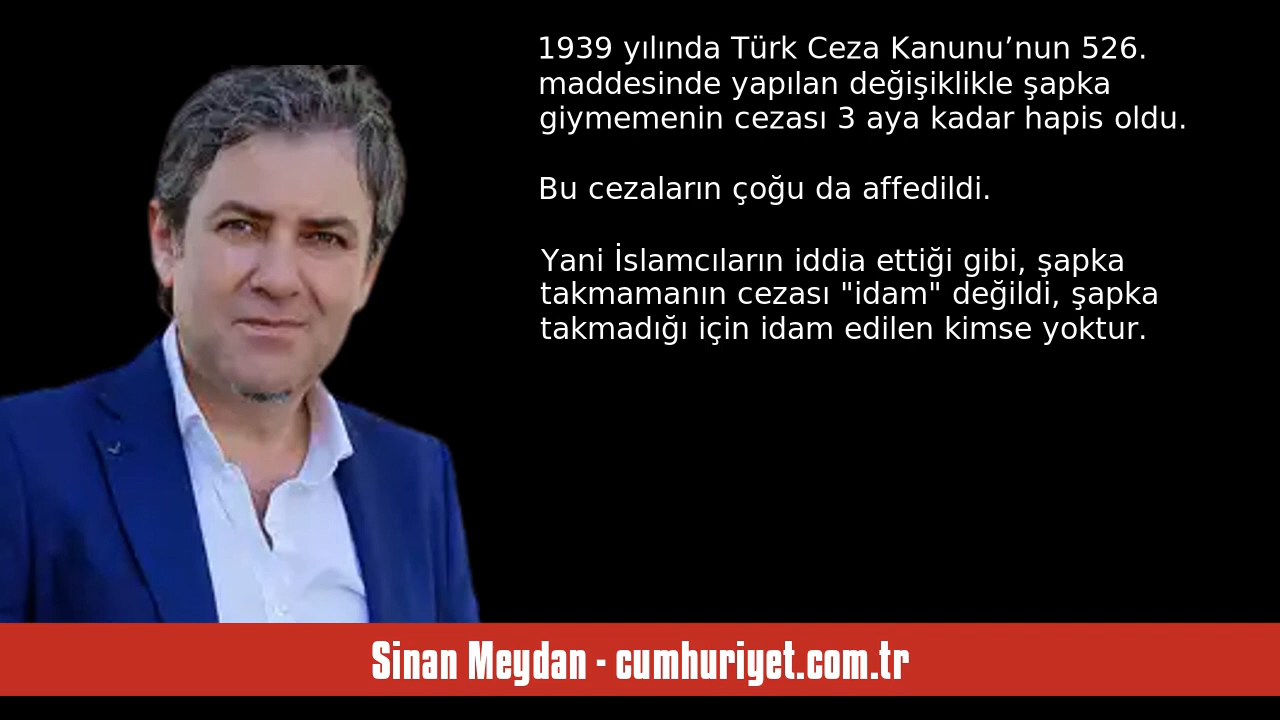 1939 yılında Türk Ceza Kanunu’nun 526.
maddesinde yapılan değişiklikle şapka
giymemenin cezası 3 aya kadar hapis oldu.
Bu cezaların çoğu da affedildi.
Yani İslamcıların iddia ettiği gibi, şapka
takmamanın cezası "idam" değildi, şapka
takmadığı için idam edilen kimse yoktur.
Sinan Meydan - cumhuriyet.com.tr